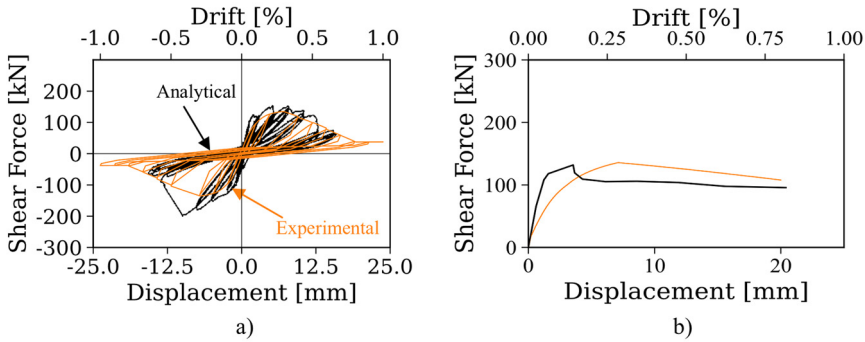 Drift [%]
-1.0 -0.5 0.0 0.5 1.0
Shear Force [kN]
200
100
0
-100
-200
-300
Analytical
Experimental
-25.0 -12.5 0.0 12.5 25.0
Displacement [mm]
a)
Drift [%]
0.00 0.25 0.50 0.75 1.00
Shear Force [kN]
300
200
100
0
0 10 20
Displacement [mm]
b)